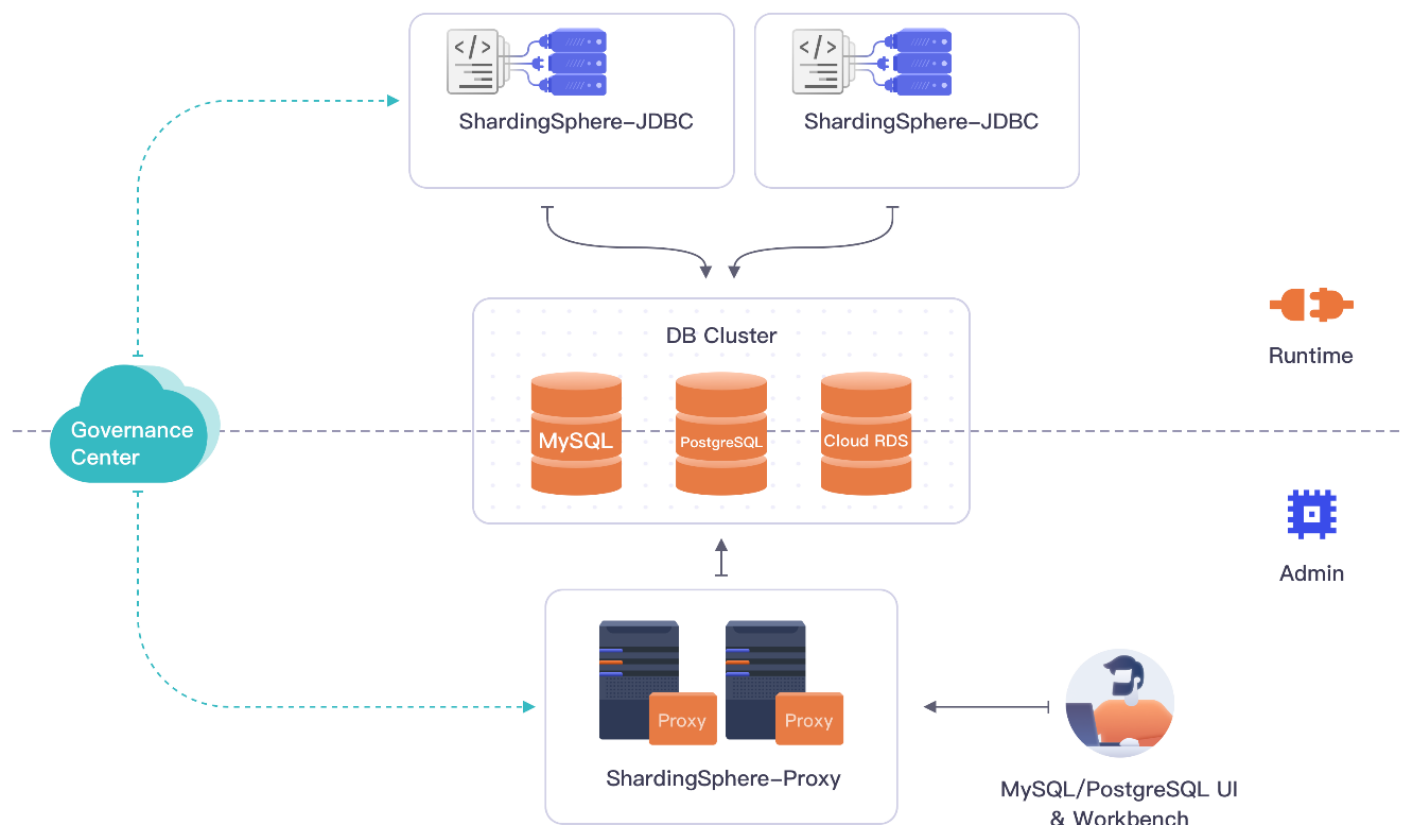 </>
</>
ShardingSphere-JDBC
ShardingSphere-JDBC
DB Cluster
Runtime
Governance
Center
MySQL
PostgreSQL
Cloud RDS
Admin
Proxy
Proxy
ShardingSphere-Proxy
MySQL/PostgreSQL UI
& Workbench